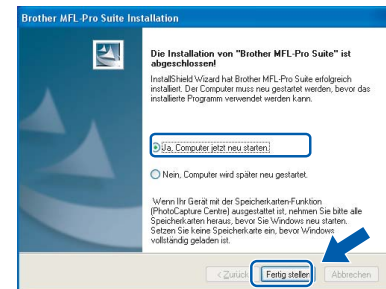 Brother MFL-Pro Suite Installation
Die Installation von "Brother MFL-Pro Suite" ist
abgeschlossen!
InstallShield Wizard hat Brother MFL-Pro Suite erfolgreich
installiert. Der Computer muss neu gestartet werden, bevor das
installierte Programm verwendet werden kann.
Ja, Computer jetzt neu starten.
Nein, Computer wird später neu gestartet.
Wenn Ihr Gerät mit der Speicherkarten-Funktion
(PhotoCapture Centre) ausgestattet ist, nehmen Sie bitte alle
Speicherkarten heraus, bevor Sie Windows neu starten.
Setzen Sie keine Speicherkarte ein, bevor Windows
vollständig geladen ist.
< Zurück Fertig stellen Abbrechen